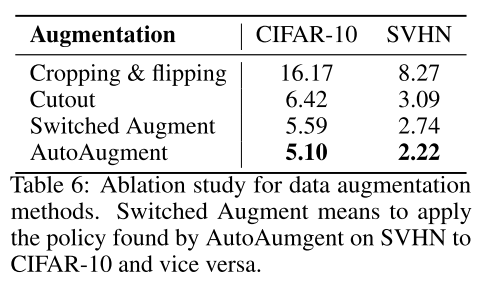 Augmentation CIFAR-10 SVHN
Cropping & flipping 16.17 8.27
Cutout 6.42 3.09
Switched Augment 5.59 2.74
AutoAugment 5.10 2.22
Table 6: Ablation study for data augmentation
methods. Switched Augment means to apply
the policy found by AutoAumgent on SVHN to
CIFAR-10 and vice versa.